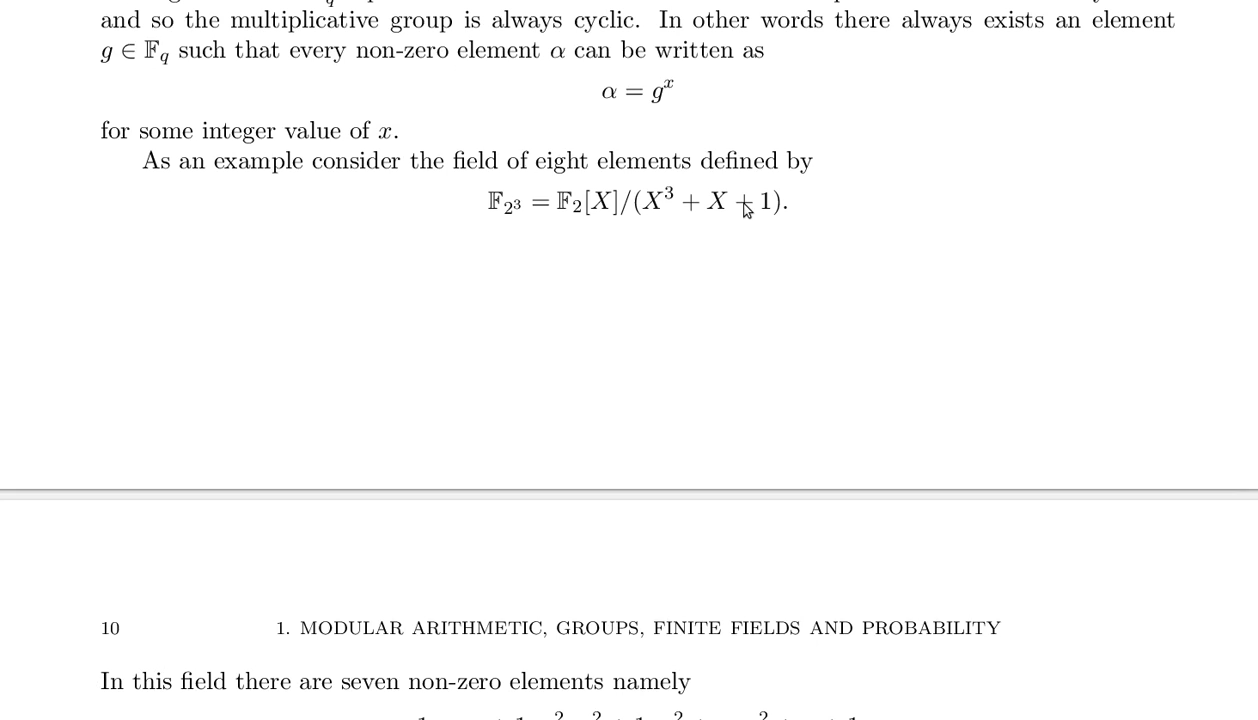 and so the multiplicative group is always cyclic. In other words there always exists an element
g ∈ 𝔽_q such that every non-zero element α can be written as
α = g^x
for some integer value of x.
As an example consider the field of eight elements defined by
𝔽_{2^3} = 𝔽_2[X]/(X^3 + X + 1).
10 1. MODULAR ARITHMETIC, GROUPS, FINITE FIELDS AND PROBABILITY
In this field there are seven non-zero elements namely